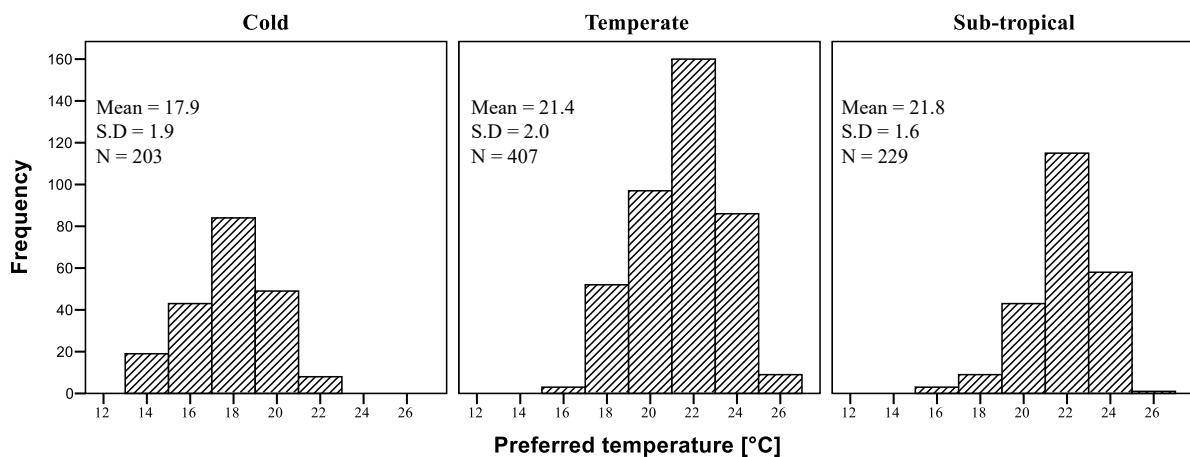 Cold
Temperate
Sub-tropical
Mean = 17.9
S.D = 1.9
N = 203
Mean = 21.4
S.D = 2.0
N = 407
Mean = 21.8
S.D = 1.6
N = 229
Frequency
160
140
120
100
80
60
40
20
0
12 14 16 18 20 22 24 26
12 14 16 18 20 22 24 26
12 14 16 18 20 22 24 26
Preferred temperature [°C]